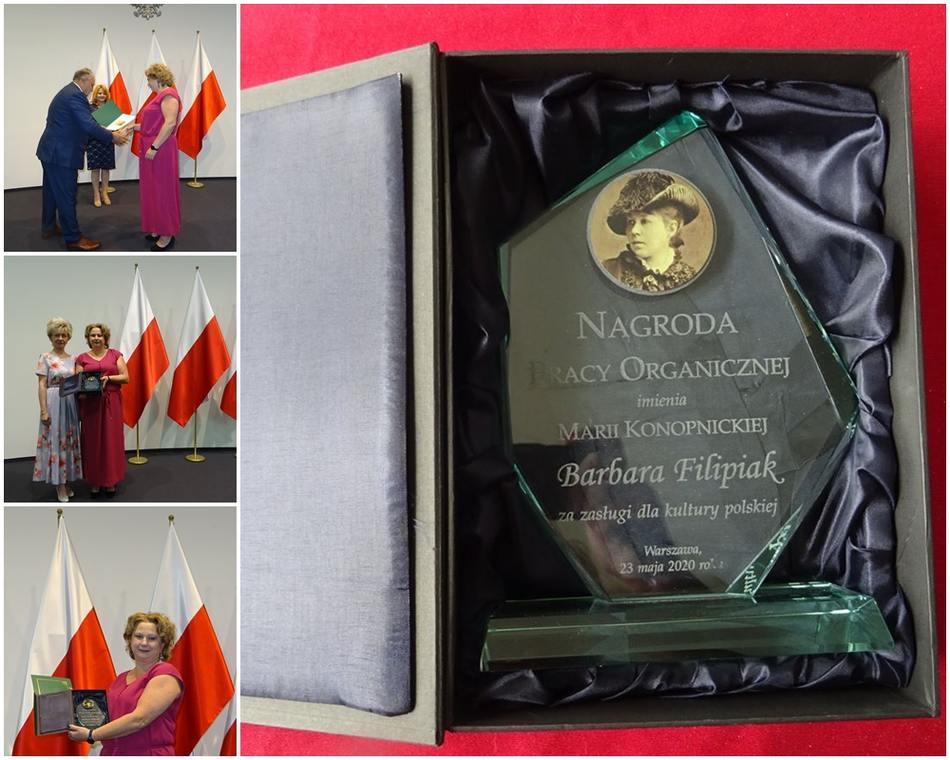 NAGRODA
PRACY ORGANICZNEJ
imienia
MARII KONOPNICKIEJ
Barbara Filipiak
za zasługi dla kultury polskiej
Warszawa,
23 maja 2020